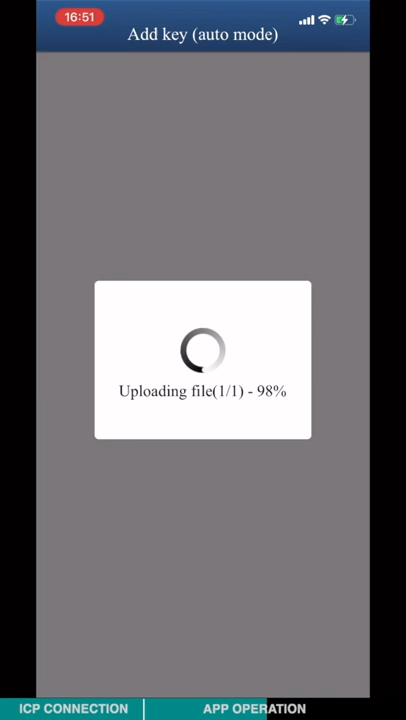 16:51
Add key (auto mode)
Uploading file(1/1) - 98%
ICP CONNECTION
APP OPERATION